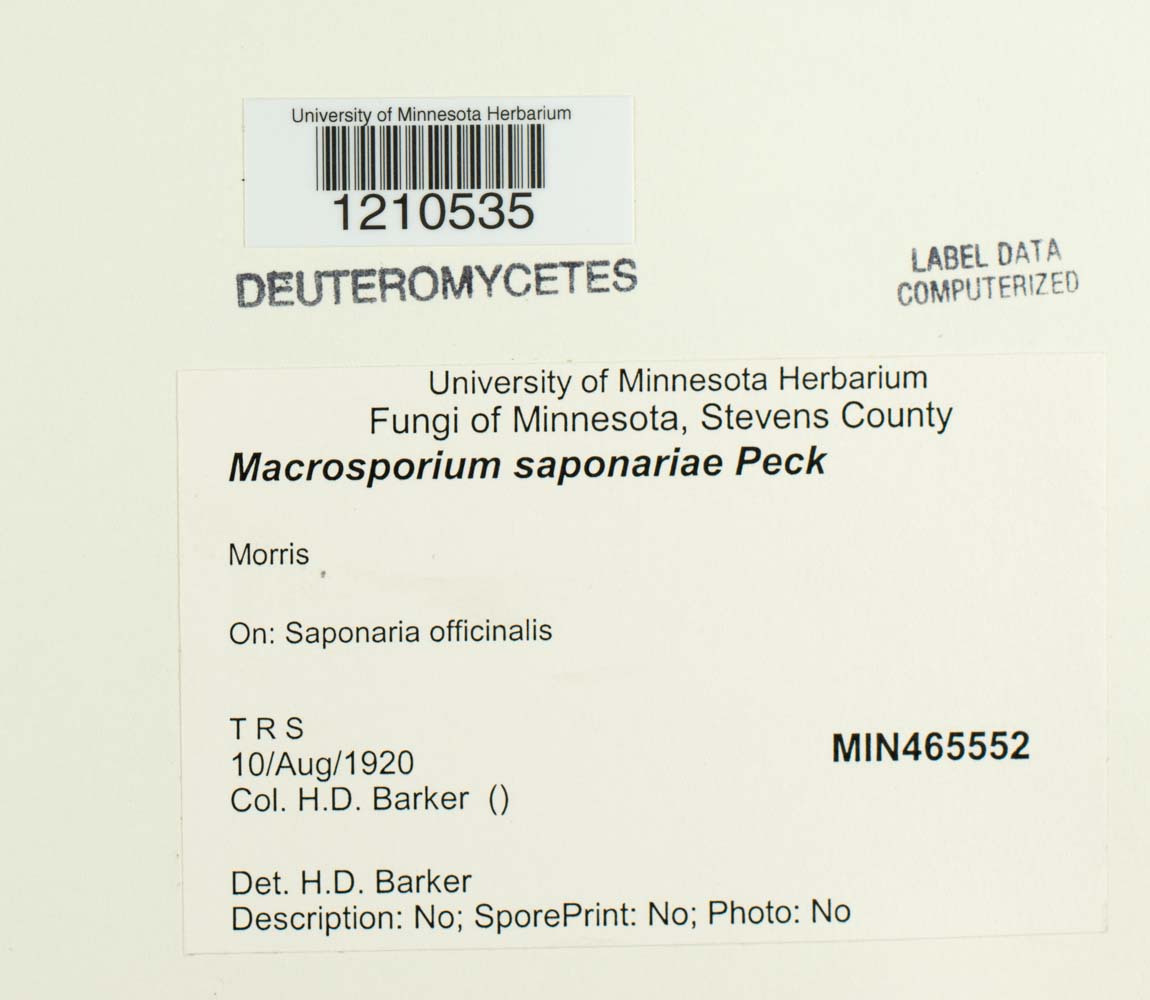 University of Minnesota Herbarium
1210535
DEUTEROMYCETES
LABEL DATA
COMPUTERIZED
University of Minnesota Herbarium
Fungi of Minnesota, Stevens County
Macrosporium saponariae Peck
Morris
On: Saponaria officinalis
T R S
10/Aug/1920
MIN465552
Col. H.D. Barker ()
Det. H.D. Barker
Description: No; SporePrint: No; Photo: No